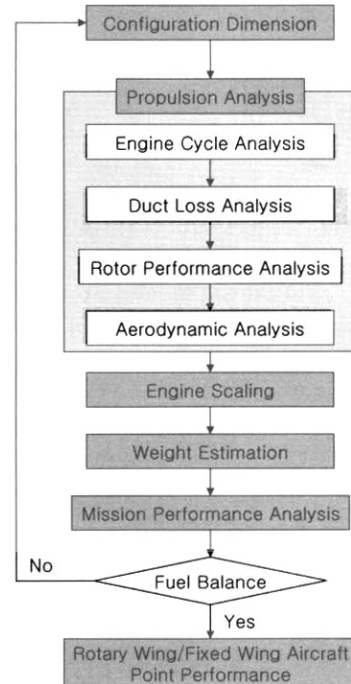 Configuration Dimension
Propulsion Analysis
Engine Cycle Analysis
Duct Loss Analysis
Rotor Performance Analysis
Aerodynamic Analysis
Engine Scaling
Weight Estimation
Mission Performance Analysis
No
Fuel Balance
Yes
Rotary Wing/Fixed Wing Aircraft
Point Performance